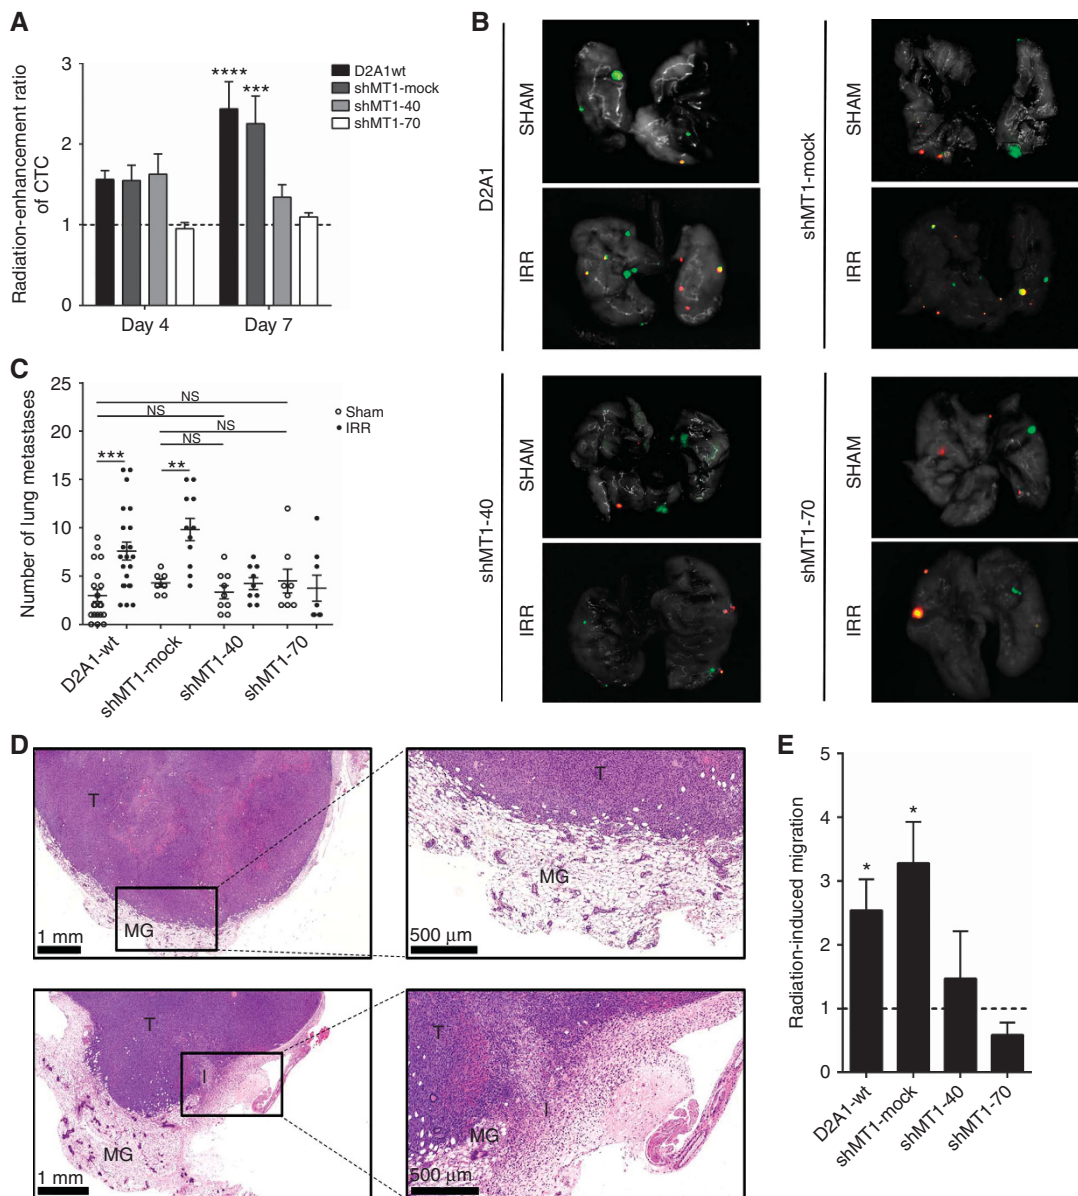 A
Radiation-enhancement ratio
of CTC
3
2
1
0
****
***
Day 4
Day 7
D2A1wt
shMT1-mock
shMT1-40
shMT1-70
B
D2A1
SHAM
IRR
shMT1-mock
SHAM
IRR
shMT1-40
SHAM
IRR
shMT1-70
SHAM
IRR
C
Number of lung metastases
25
20
15
10
5
0
NS
NS
NS
NS
***
**
Sham
IRR
D2A1-wt
shMT1-mock
shMT1-40
shMT1-70
D
T
MG
1 mm
T
MG
500 µm
T
I
MG
1 mm
T
I
MG
500 µm
E
Radiation-induced migration
5
4
3
2
1
0
*
*
D2A1-wt
shMT1-mock
shMT1-40
shMT1-70